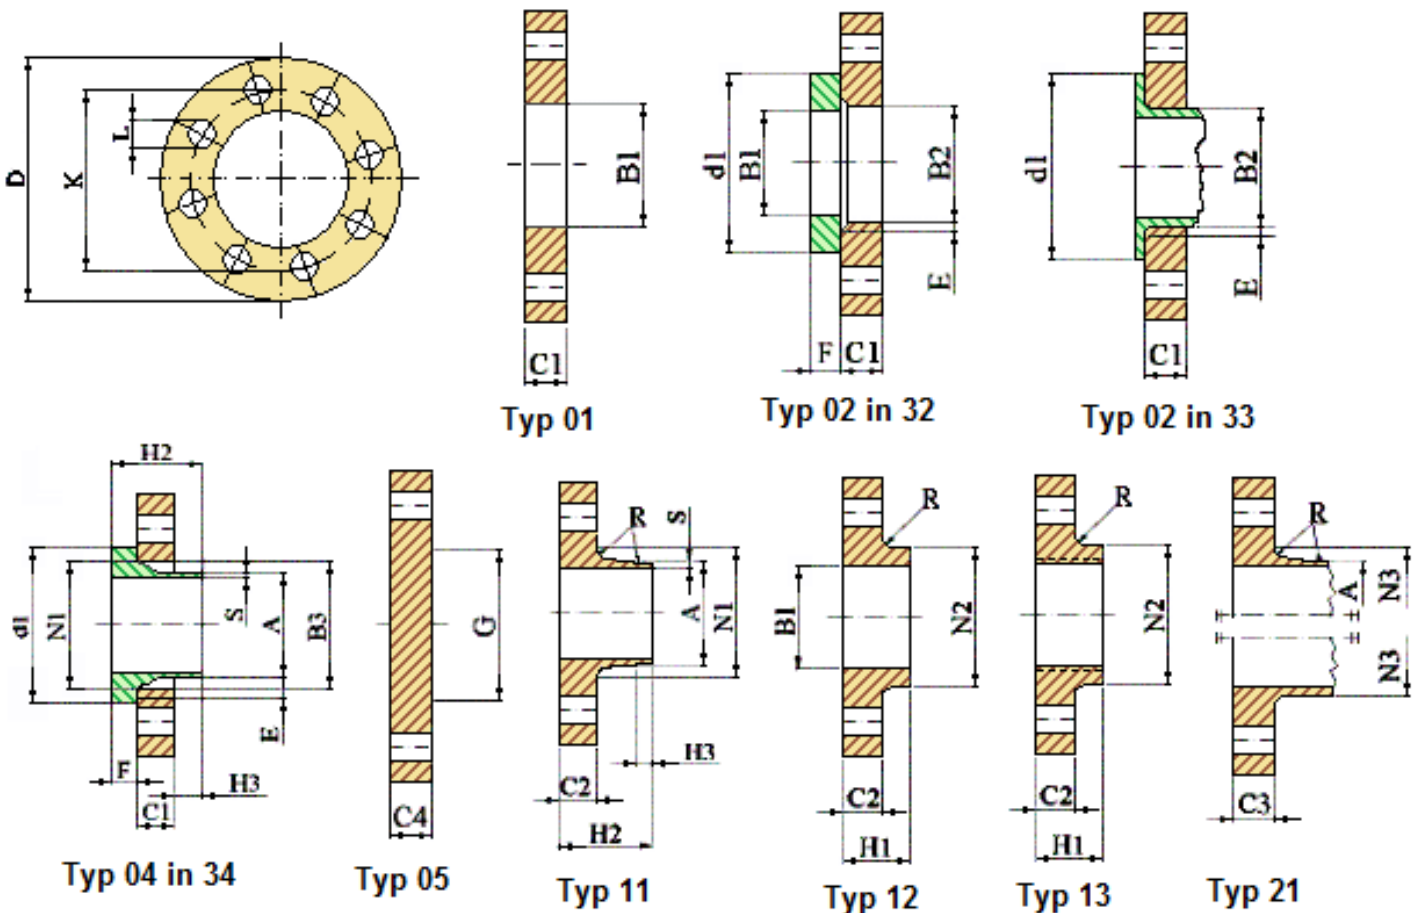 D
K
L
B1
C1
Typ 01
d1
B1
B2
E
F
C1
Typ 02 in 32
d1
B2
E
C1
Typ 02 in 33
H2
d1
N1
S
A
B3
E
F
H3
C1
Typ 04 in 34
G
C4
Typ 05
R
S
A
N1
H3
C2
H2
Typ 11
R
B1
N2
C2
H1
Typ 12
R
N2
C2
H1
Typ 13
R
A
N3
N3
C3
Typ 21